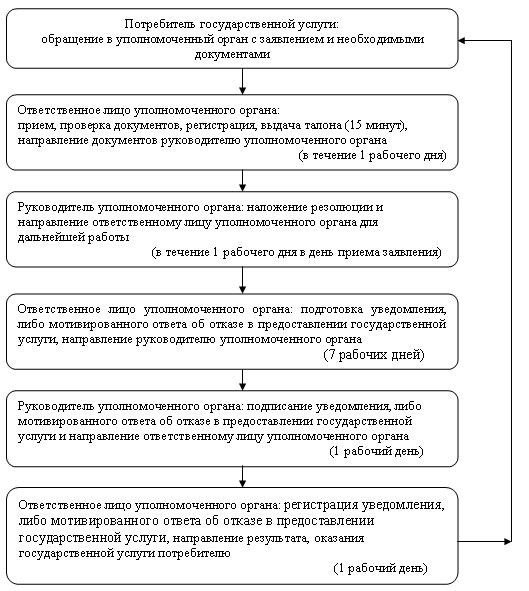 Потребитель государственной услуги:
обращение в уполномоченный орган с заявлением и необходимыми
документами
Ответственное лицо уполномоченного органа:
прием, проверка документов, регистрация, выдача талона (15 минут),
направление документов руководителю уполномоченного органа
(в течение 1 рабочего дня)
Руководитель уполномоченного органа: наложение резолюции и
направление ответственному лицу уполномоченного органа для
дальнейшей работы
(в течение 1 рабочего дня в день приема заявления)
Ответственное лицо уполномоченного органа: подготовка уведомления,
либо мотивированного ответа об отказе в предоставлении государственной
услуги, направление руководителю уполномоченного органа
(7 рабочих дней)
Руководитель уполномоченного органа: подписание уведомления, либо
мотивированного ответа об отказе в предоставлении государственной
услуги и направление ответственному лицу уполномоченного органа
(1 рабочий день)
Ответственное лицо уполномоченного органа: регистрация уведомления,
либо мотивированного ответа об отказе в предоставлении
государственной услуги, направление результата, оказания
государственной услуги потребителю
(1 рабочий день)